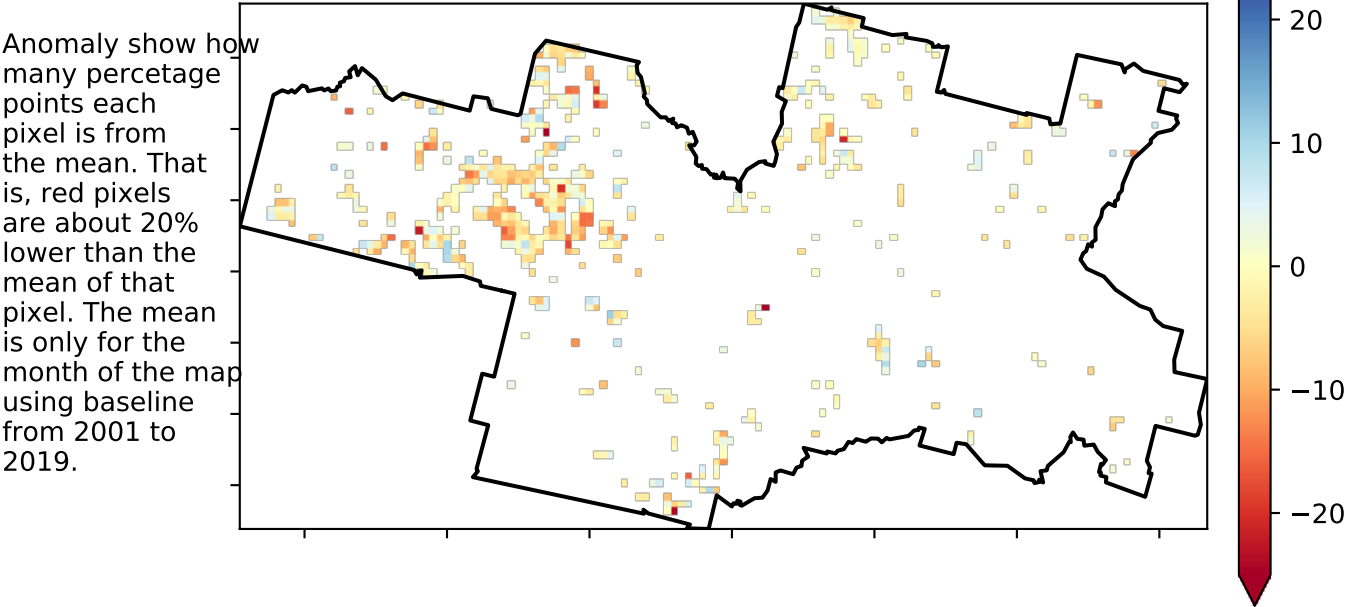 Anomaly show how
many percetage
points each
pixel is from
the mean. That
is, red pixels
are about 20%
lower than the
mean of that
pixel. The mean
is only for the
month of the map
using baseline
from 2001 to
2019.
20
10
0
−10
−20